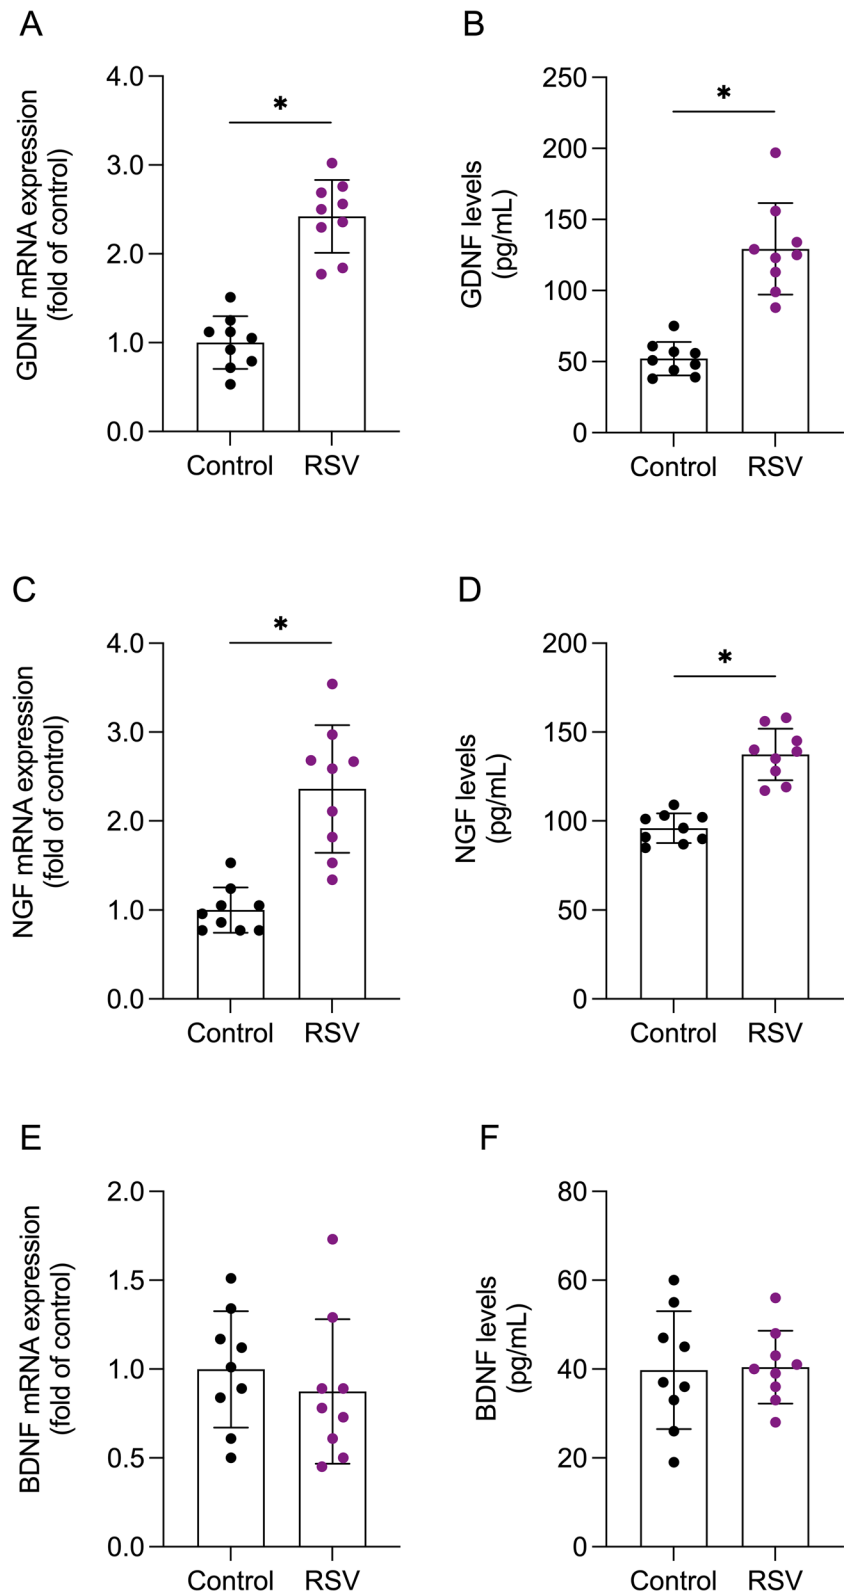 A
GDNF mRNA expression
(fold of control)
4.0
3.0
2.0
1.0
0.0
*
Control RSV
B
GDNF levels
(pg/mL)
250
200
150
100
50
0
*
Control RSV
C
NGF mRNA expression
(fold of control)
4.0
3.0
2.0
1.0
0.0
*
Control RSV
D
NGF levels
(pg/mL)
200
150
100
50
0
*
Control RSV
E
BDNF mRNA expression
(fold of control)
2.0
1.5
1.0
0.5
0.0
Control RSV
F
BDNF levels
(pg/mL)
80
60
40
20
0
Control RSV